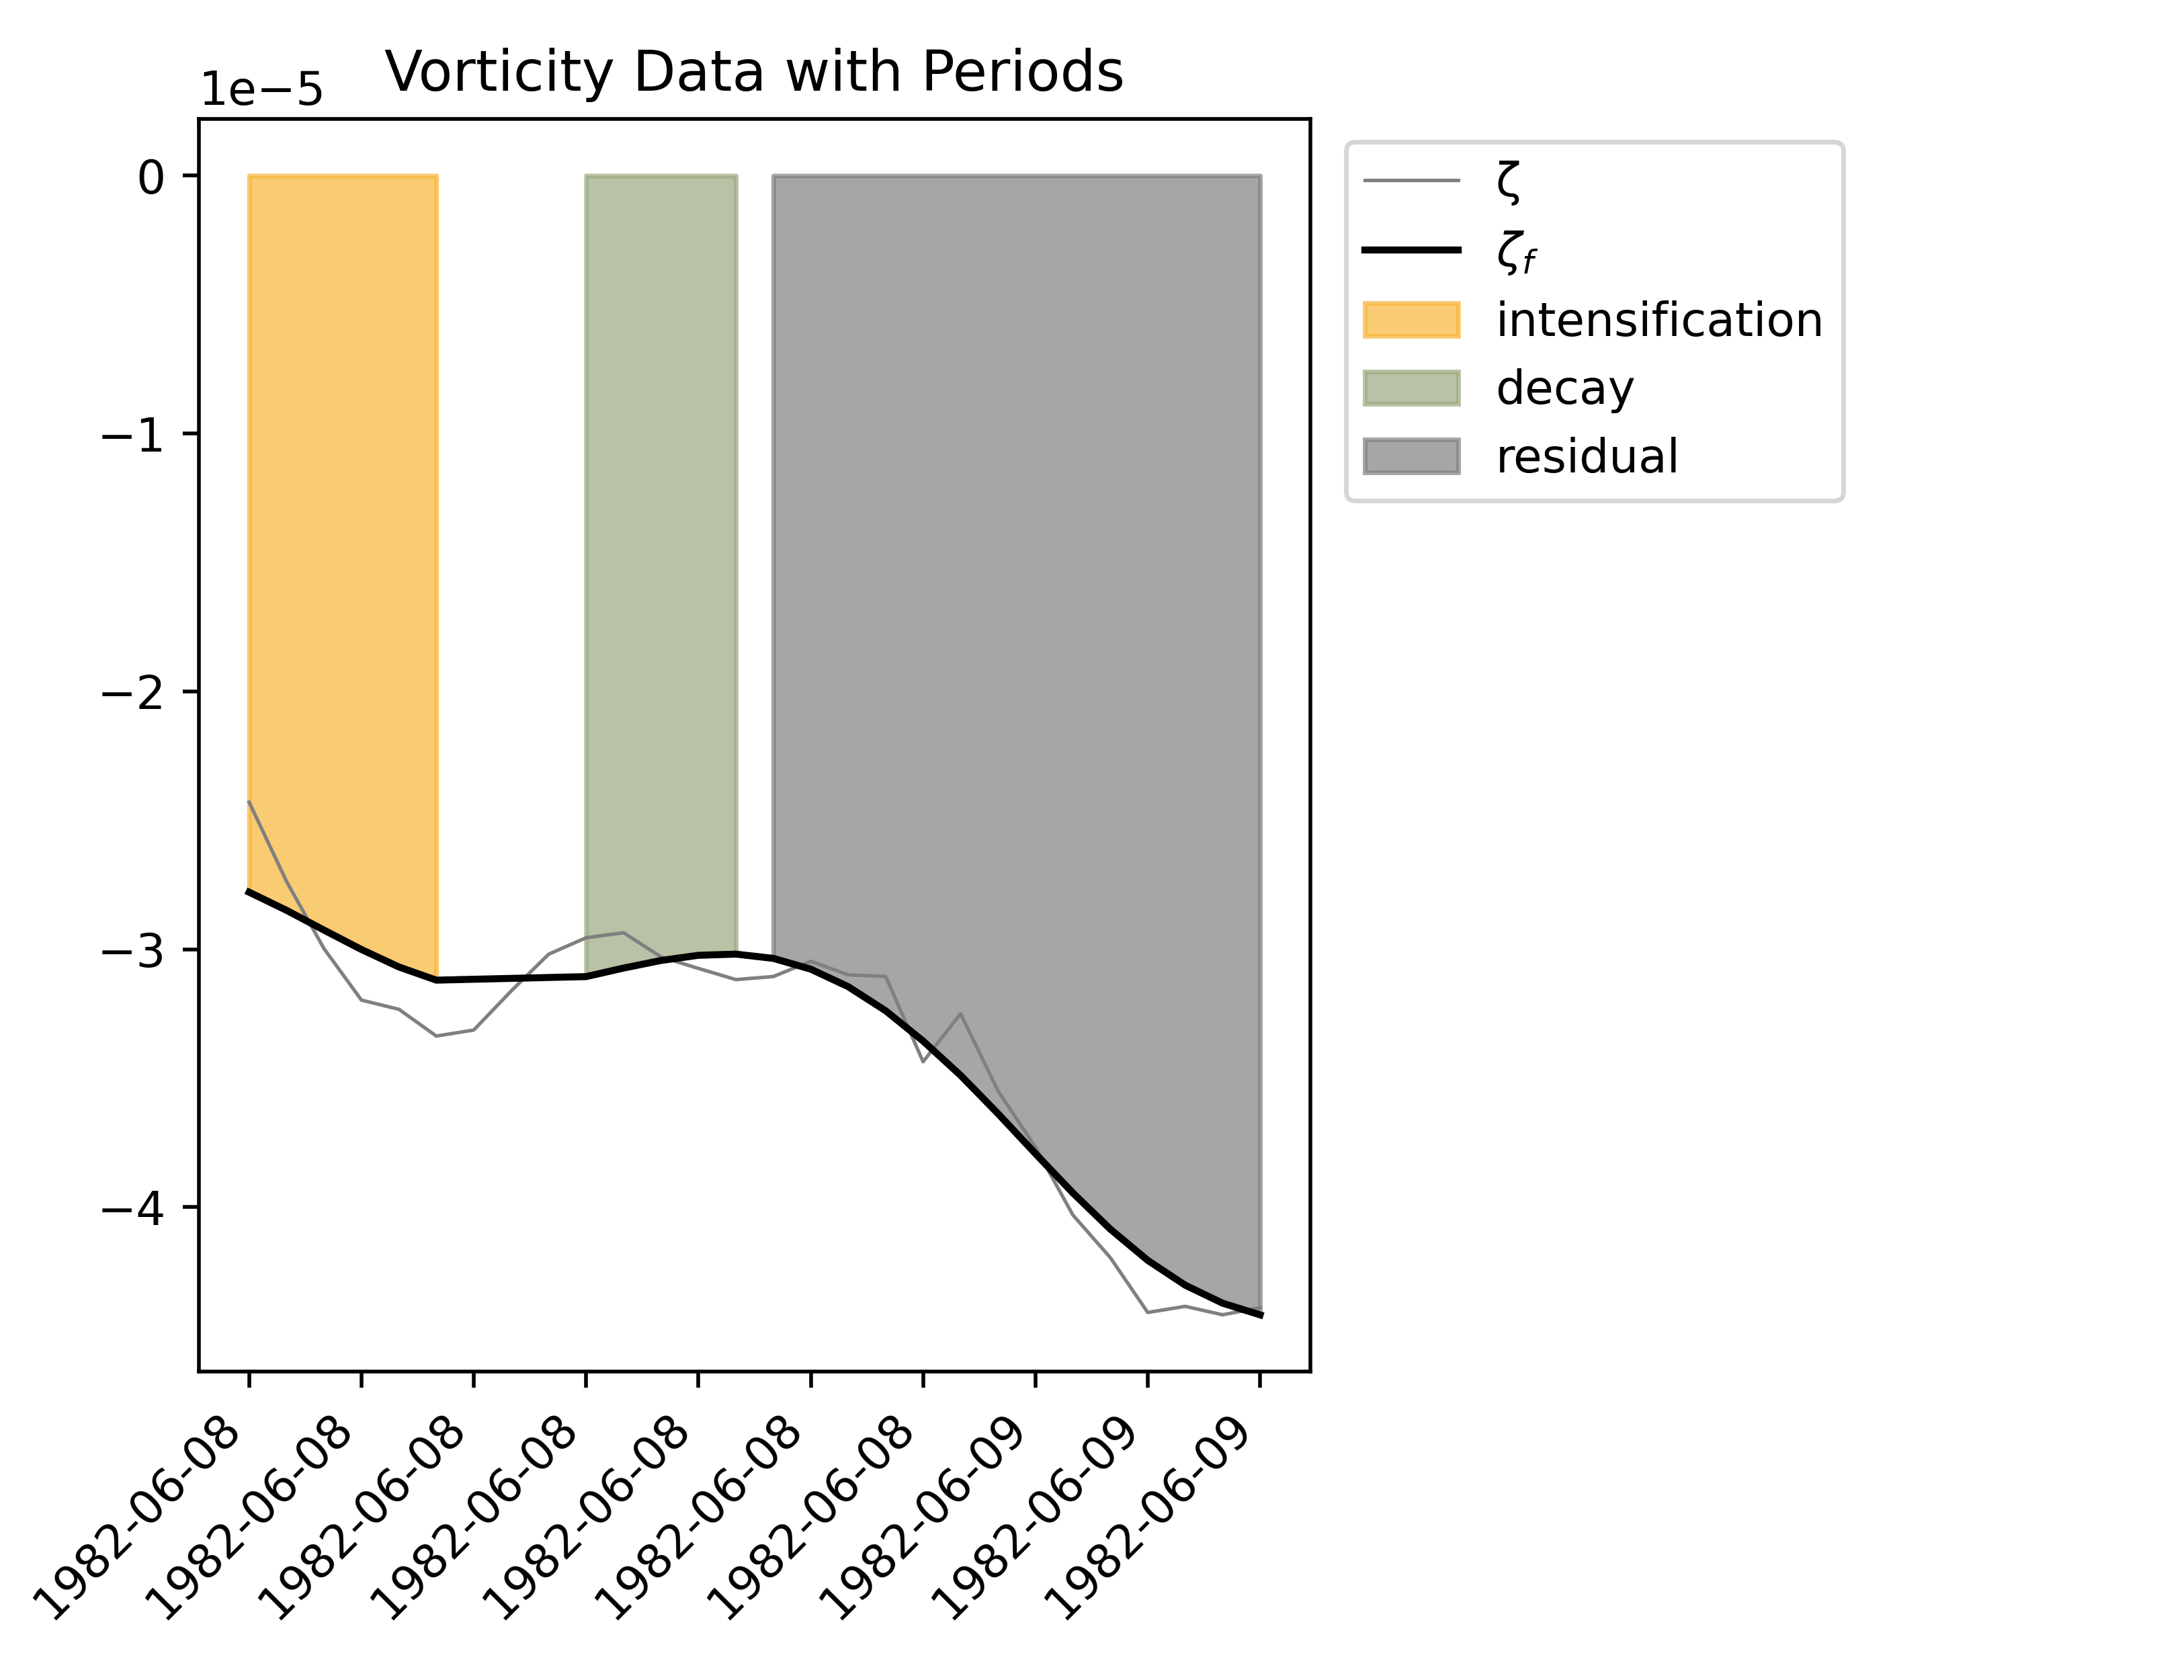 Vorticity Data with Periods
1e−5
0
−1
−2
−3
−4
1982-06-08
1982-06-08
1982-06-08
1982-06-08
1982-06-08
1982-06-08
1982-06-08
1982-06-09
1982-06-09
1982-06-09
ζ
ζf
intensification
decay
residual